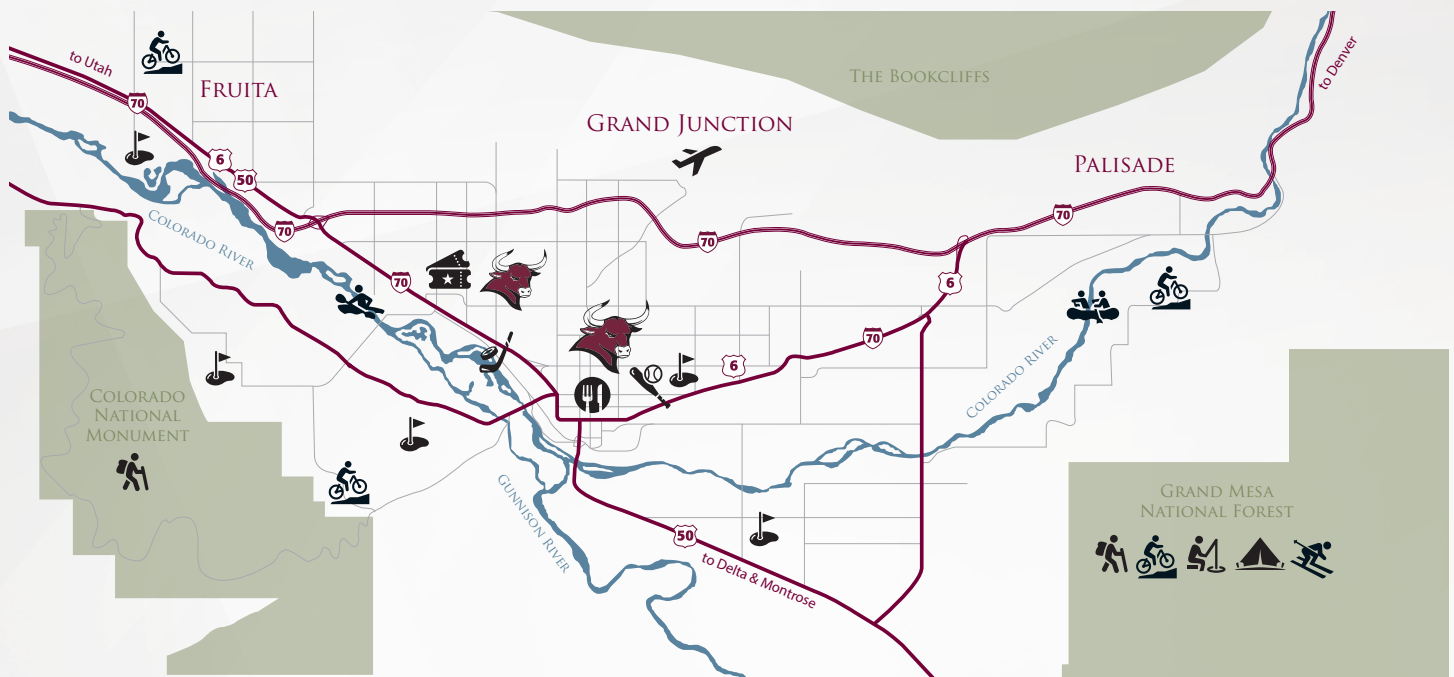 to Utah
FRUITA
70
6
50
70
COLORADO RIVER
THE BOOKCLIFFS
to Denver
GRAND JUNCTION
PALISADE
70
70
70
6
70
6
COLORADO RIVER
COLORADO
NATIONAL
MONUMENT
GUNNISON RIVER
50
to Delta & Montrose
GRAND MESA
NATIONAL FOREST